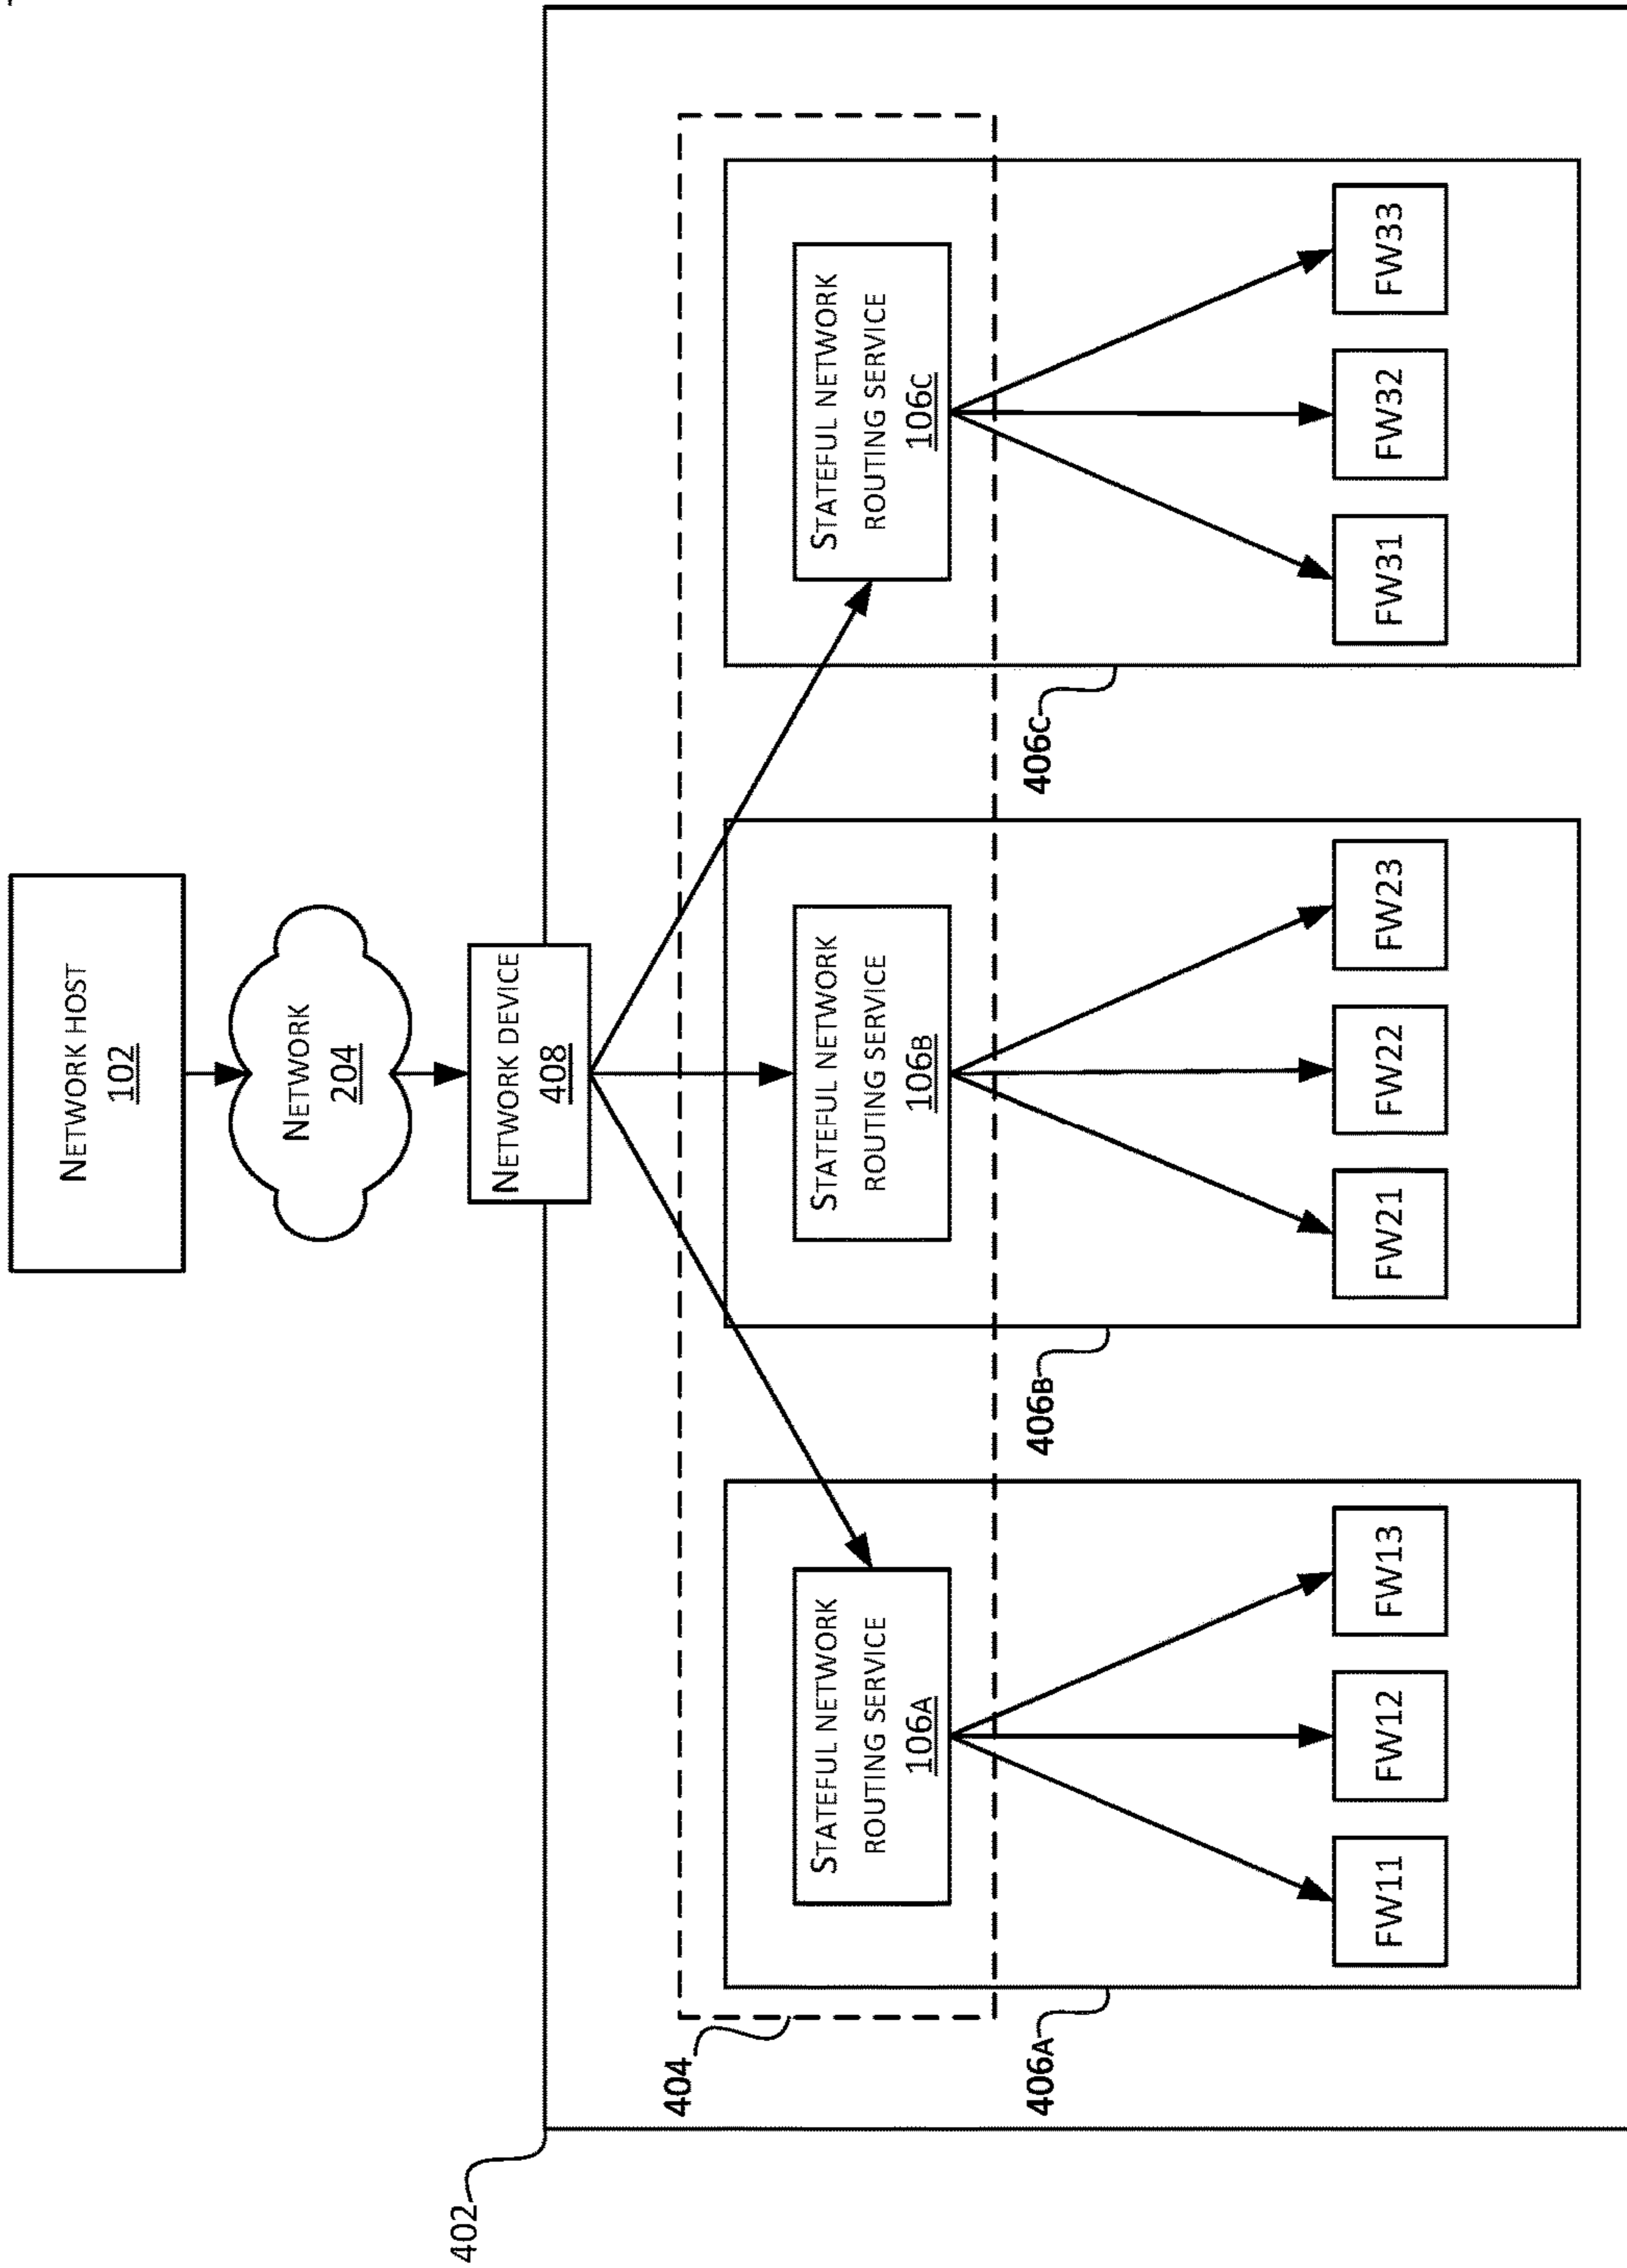 NETWORK HOST
102
NETWORK
204
402
NETWORK DEVICE
408
404
STATEFUL NETWORK
ROUTING SERVICE
106A
STATEFUL NETWORK
ROUTING SERVICE
106B
STATEFUL NETWORK
ROUTING SERVICE
106C
406A
406B
406C
FW11
FW12
FW13
FW21
FW22
FW23
FW31
FW32
FW33